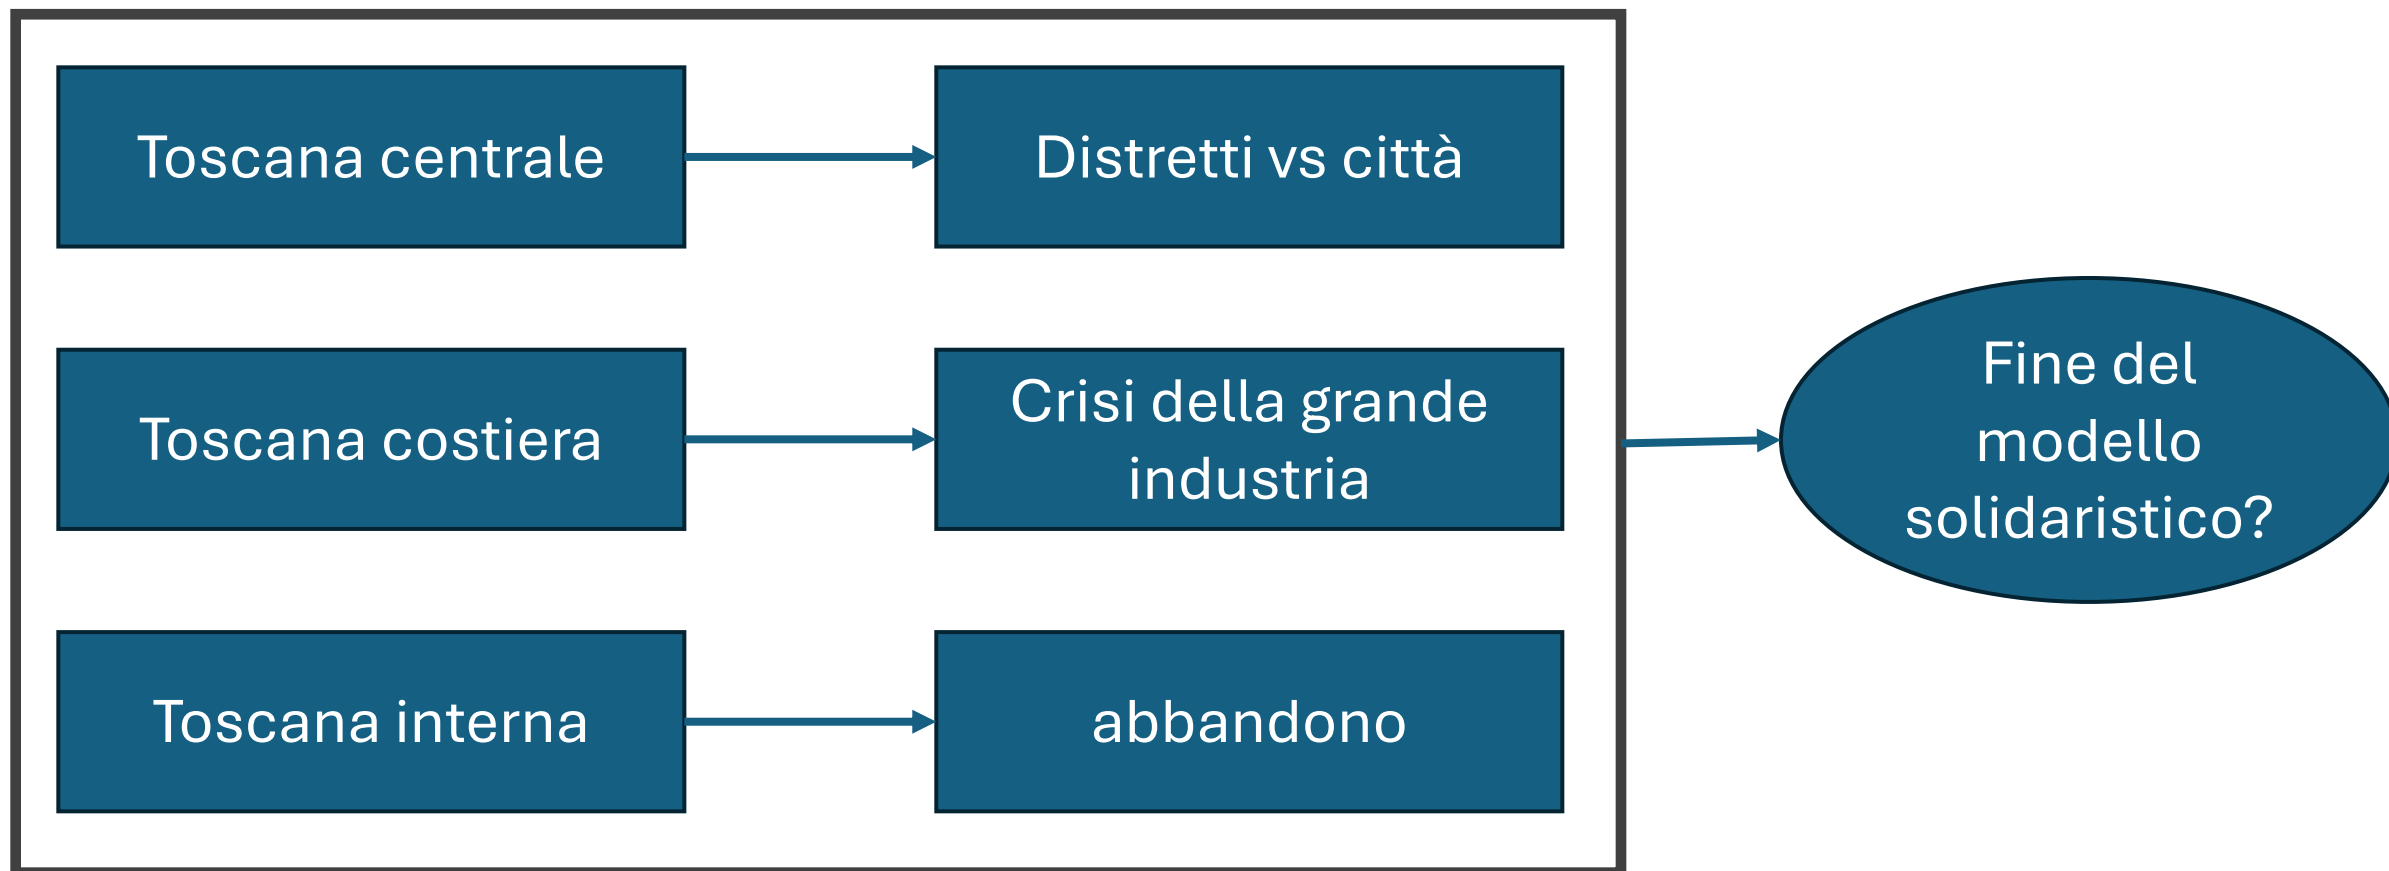 Toscana centrale
Distretti vs città
Toscana costiera
Crisi della grande
industria
Toscana interna
abbandono
Fine del
modello
solidaristico?